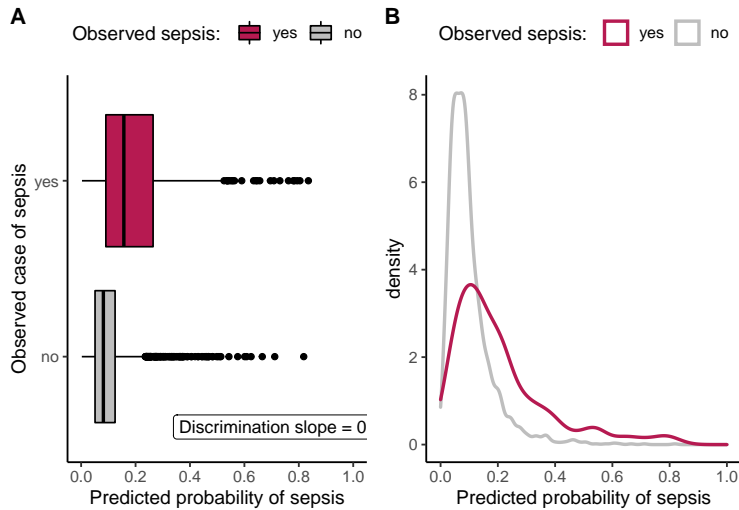 A
Observed sepsis: yes no
Observed case of sepsis
yes
no
Discrimination slope = 0
0.0 0.2 0.4 0.6 0.8 1.0
Predicted probability of sepsis
B
Observed sepsis: yes no
density
8
6
4
2
0
0.0 0.2 0.4 0.6 0.8 1.0
Predicted probability of sepsis